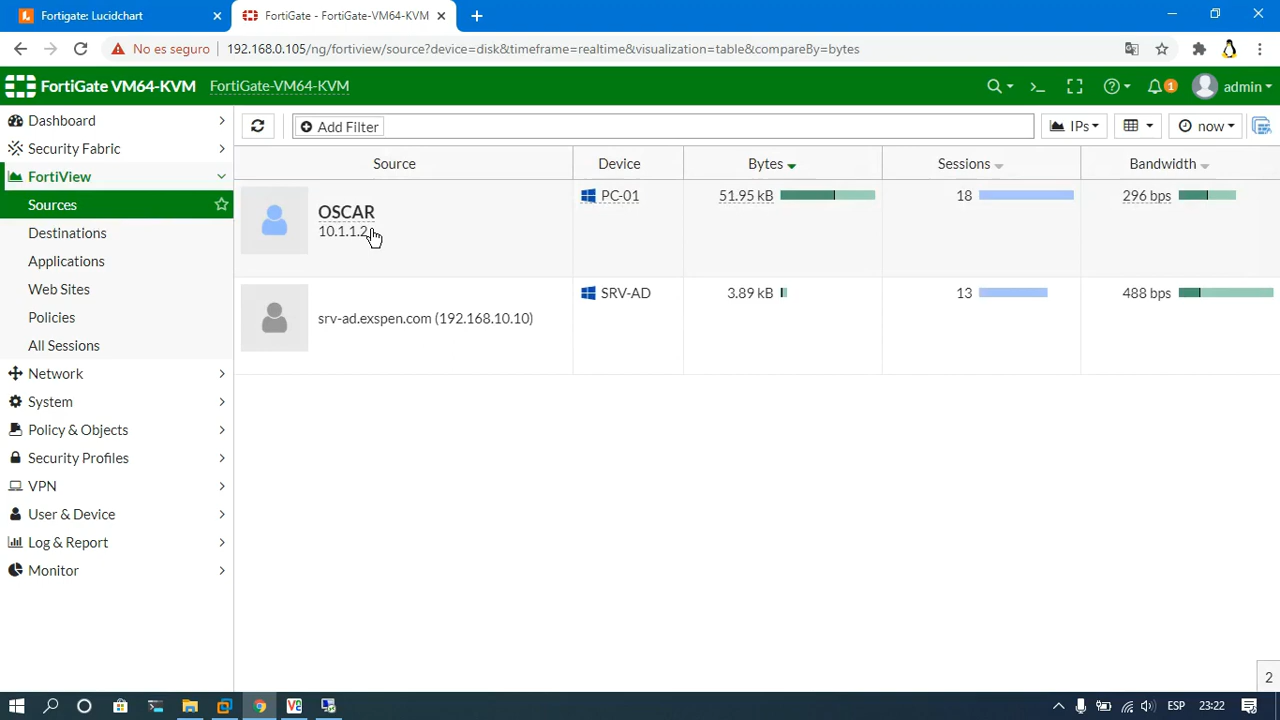 Fortigate: Lucidchart
FortiGate - FortiGate-VM64-KVM
No es seguro
192.168.0.105/ng/fortiview/source?device=disk&timeframe=realtime&visualization=table&compareBy=bytes
FortiGate VM64-KVM
FortiGate-VM64-KVM
1
admin
Dashboard
Security Fabric
FortiView
Sources
Destinations
Applications
Web Sites
Policies
All Sessions
Network
System
Policy & Objects
Security Profiles
VPN
User & Device
Log & Report
Monitor
Add Filter
IPs
now
Source Device Bytes Sessions Bandwidth
OSCAR
10.1.1.2
PC-01 51.95 kB 18 296 bps
srv-ad.exspen.com (192.168.10.10)
SRV-AD 3.89 kB 13 488 bps
2
ESP 23:22